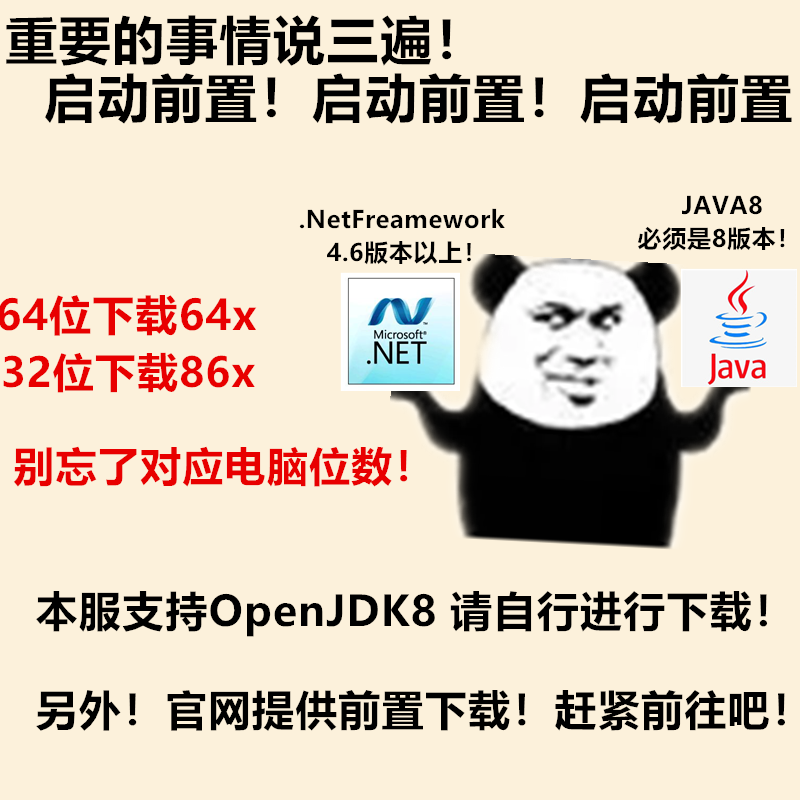 重要的事情说三遍！
启动前置！启动前置！启动前置
.NetFreamework
4.6版本以上！
JAVA8
必须是8版本！
64位下载64x
32位下载86x
Microsoft®
.NET
Java
别忘了对应电脑位数！
本服支持OpenJDK8 请自行进行下载！
另外！官网提供前置下载！赶紧前往吧！